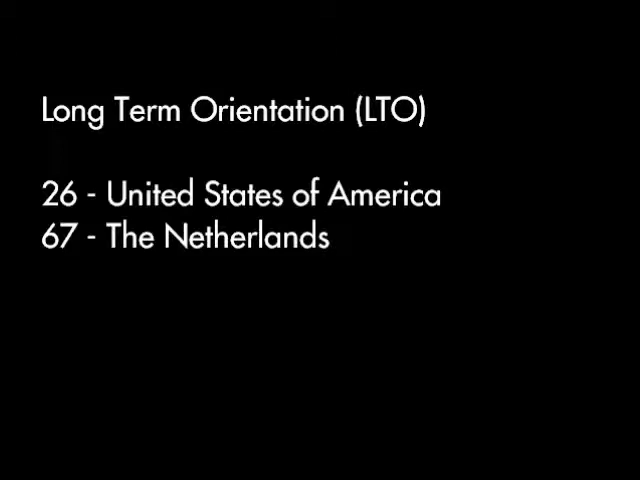 Long Term Orientation (LTO)
26 - United States of America
67 - The Netherlands